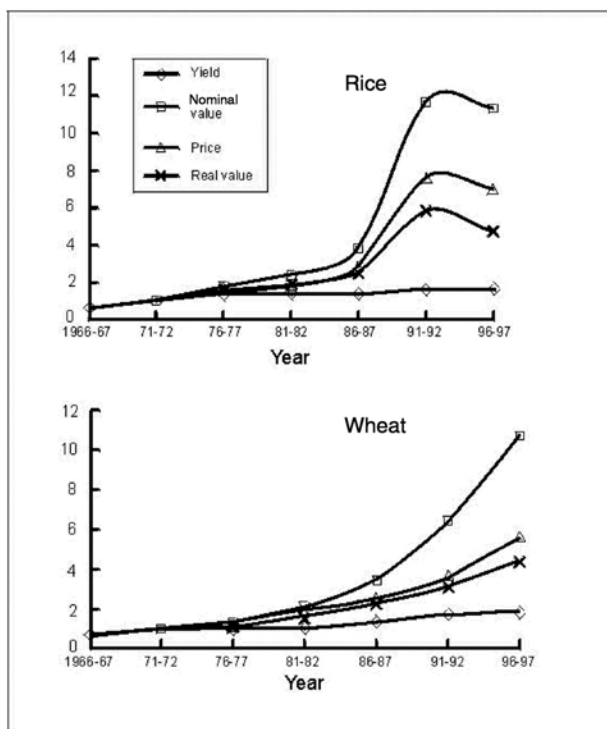 14
12
10
8
6
4
2
0
Yield
Nominal
value
Price
Real value
Rice
1966-67 71-72 76-77 81-82 86-87 91-92 96-97
Year
12
10
8
6
4
2
0
Wheat
1966-67 71-72 76-77 81-82 86-87 91-92 96-97
Year